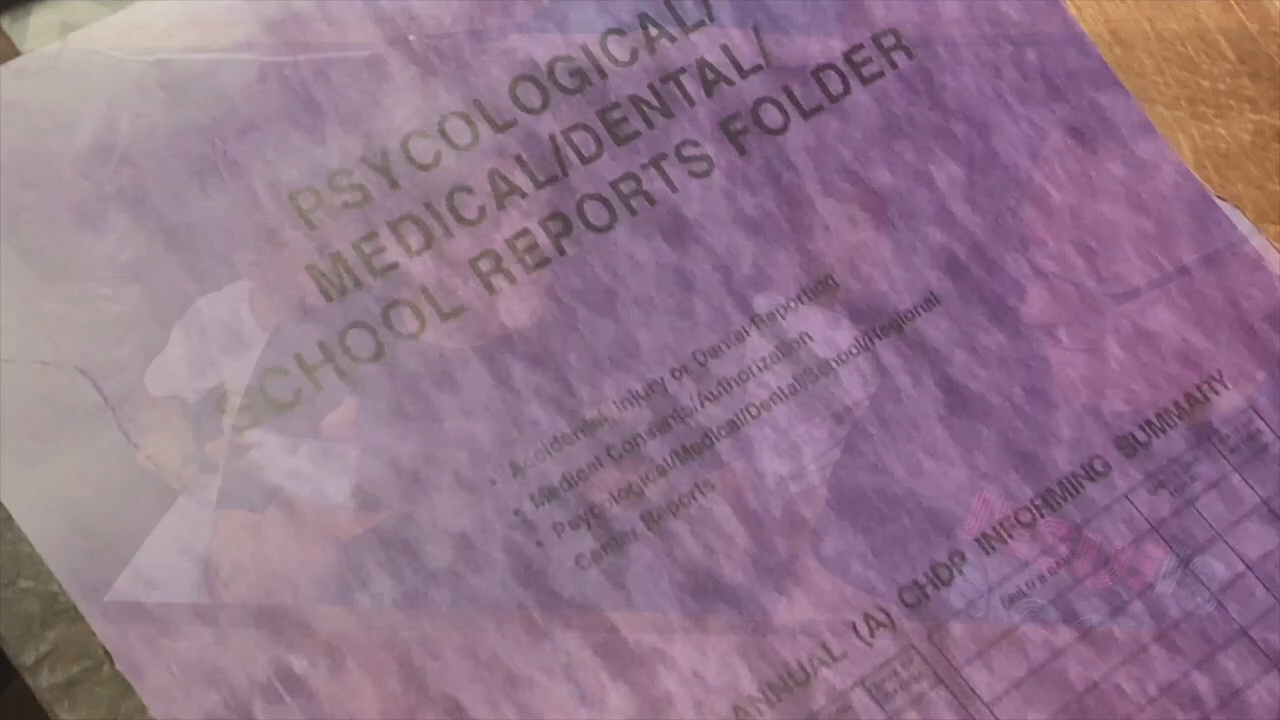 PSYCOLOGICAL/
MEDICAL/DENTAL/
SCHOOL REPORTS FOLDER
• Accidental Injury or Dental Reporting
• Medical Consents/Authorization
• Psycological/Medical/Dental/School/Regional
Center Reports
ANNUAL (A) CHDP INFORMING SUMMARY